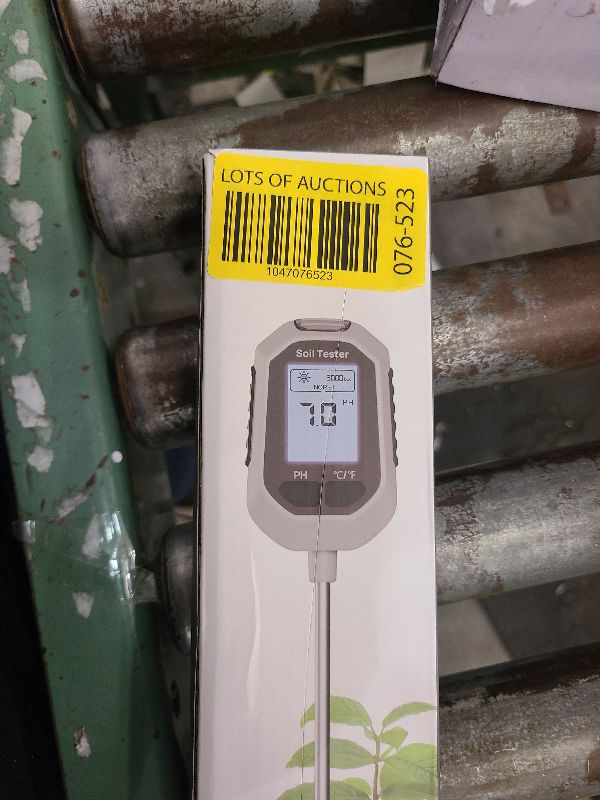 LOTS OF AUCTIONS
076-523
1047076523
Soil Tester
7.0 PH
PH °C/°F